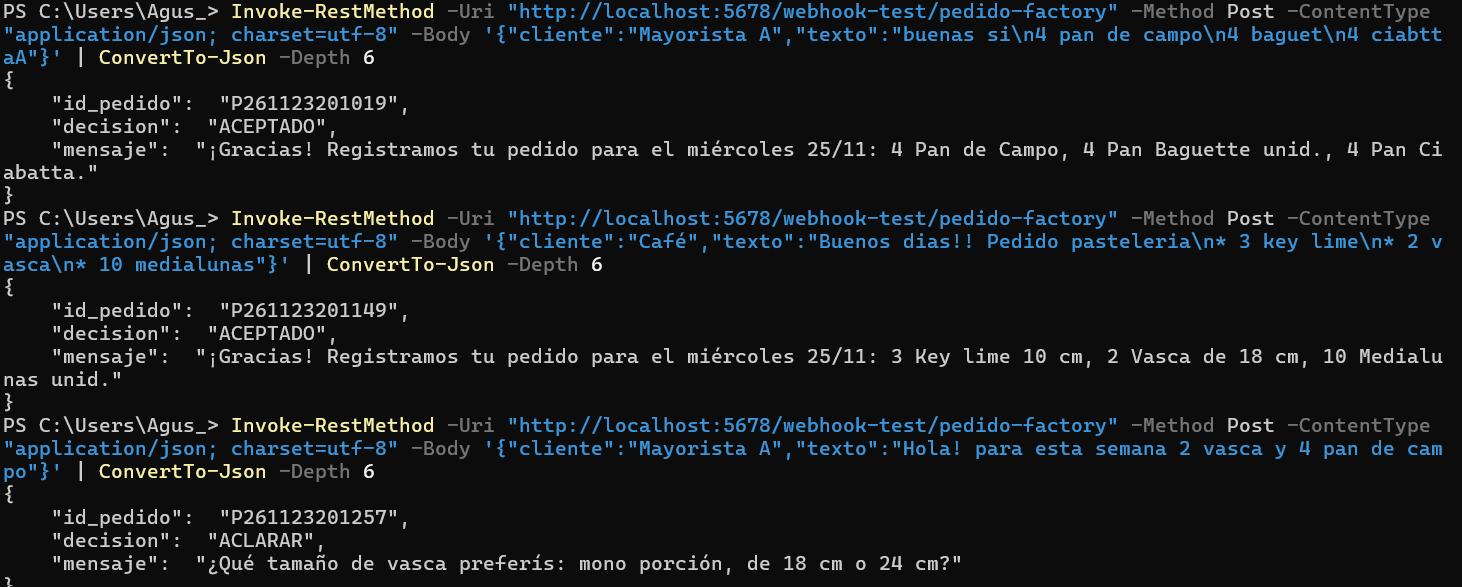 PS C:\Users\Agus_> Invoke-RestMethod -Uri "http://localhost:5678/webhook-test/pedido-factory" -Method Post -ContentType
"application/json; charset=utf-8" -Body '{"cliente":"Mayorista A","texto":"buenas si\n4 pan de campo\n4 baguet\n4 ciabtt
aA"}' | ConvertTo-Json -Depth 6
{
    "id_pedido":  "P261123201019",
    "decision":  "ACEPTADO",
    "mensaje":  "¡Gracias! Registramos tu pedido para el miércoles 25/11: 4 Pan de Campo, 4 Pan Baguette unid., 4 Pan Ci
abatta."
}
PS C:\Users\Agus_> Invoke-RestMethod -Uri "http://localhost:5678/webhook-test/pedido-factory" -Method Post -ContentType
"application/json; charset=utf-8" -Body '{"cliente":"Café","texto":"Buenos dias!! Pedido pasteleria\n* 3 key lime\n* 2 v
asca\n* 10 medialunas"}' | ConvertTo-Json -Depth 6
{
    "id_pedido":  "P261123201149",
    "decision":  "ACEPTADO",
    "mensaje":  "¡Gracias! Registramos tu pedido para el miércoles 25/11: 3 Key lime 10 cm, 2 Vasca de 18 cm, 10 Medialu
nas unid."
}
PS C:\Users\Agus_> Invoke-RestMethod -Uri "http://localhost:5678/webhook-test/pedido-factory" -Method Post -ContentType
"application/json; charset=utf-8" -Body '{"cliente":"Mayorista A","texto":"Hola! para esta semana 2 vasca y 4 pan de cam
po"}' | ConvertTo-Json -Depth 6
{
    "id_pedido":  "P261123201257",
    "decision":  "ACLARAR",
    "mensaje":  "¿Qué tamaño de vasca preferís: mono porción, de 18 cm o 24 cm?"
}